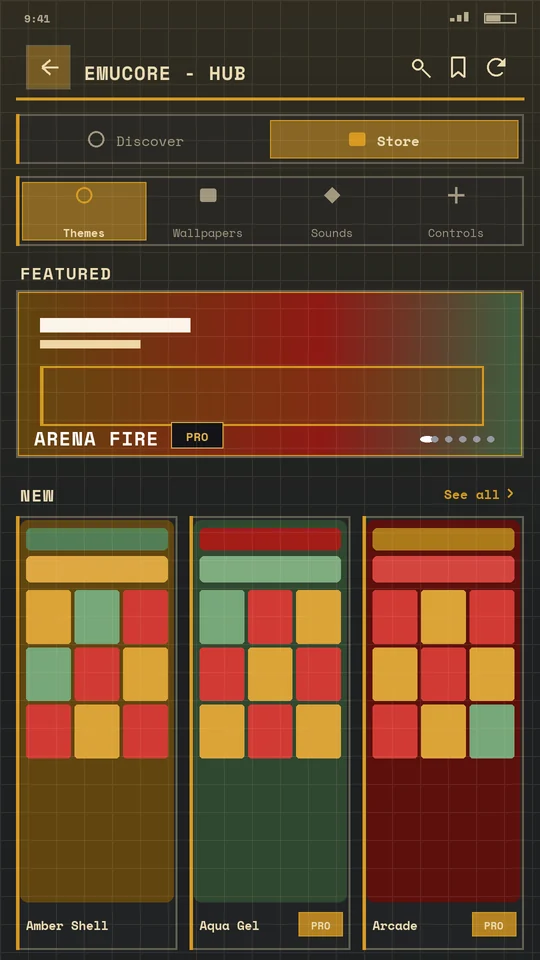 9:41
EMUCORE - HUB
Discover
Store
Themes
Wallpapers
Sounds
Controls
FEATURED
ARENA FIRE
PRO
NEW
See all
Amber Shell
Aqua Gel
PRO
Arcade
PRO